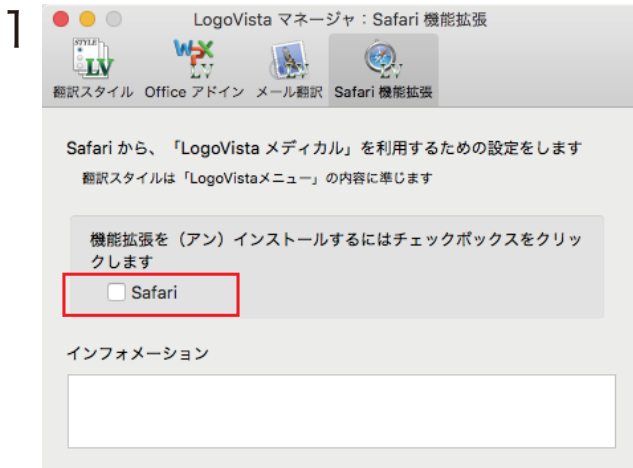 1
LogoVista マネージャ：Safari 機能拡張
STYLE LV WPX LV LV LV
翻訳スタイル Office アドイン メール翻訳 Safari 機能拡張
Safari から、「LogoVista メディカル」を利用するための設定をします
翻訳スタイルは「LogoVistaメニュー」の内容に準じます
機能拡張を（アン）インストールするにはチェックボックスをクリッ
クします
Safari
インフォメーション